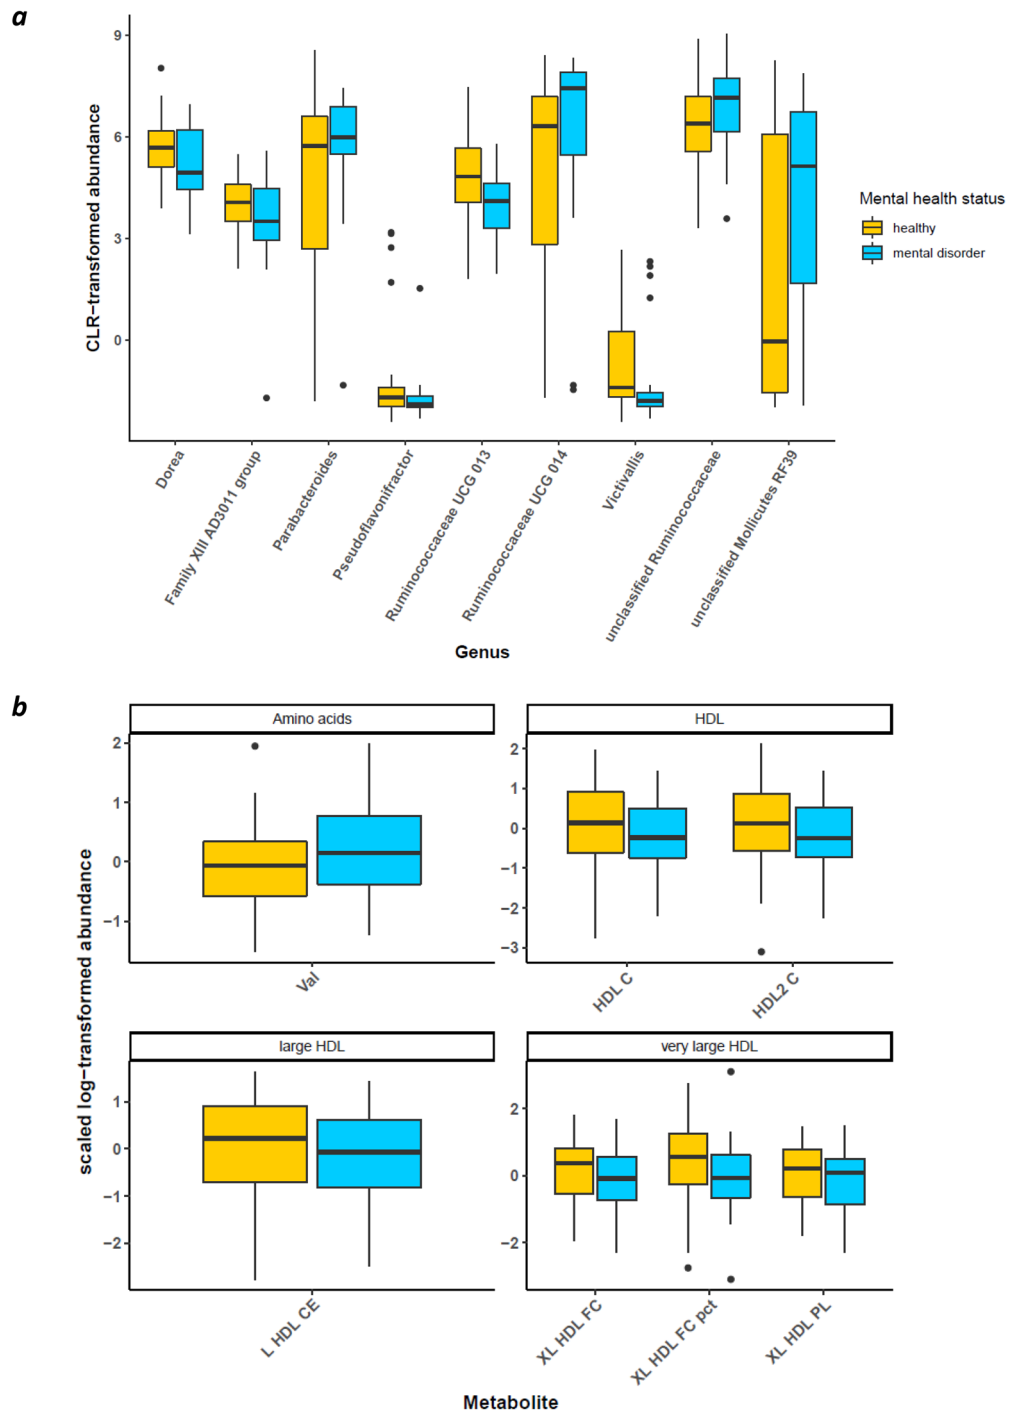 a
CLR−transformed abundance
9
6
3
0
Mental health status
healthy
mental disorder
Dorea
Family XIII AD3011 group
Parabacteroides
Pseudoflavonifractor
Ruminococcaceae UCG 013
Ruminococcaceae UCG 014
Victivallis
unclassified Ruminococcaceae
unclassified Mollicutes RF39
Genus
b
scaled log−transformed abundance
Amino acids
2
1
0
−1
Val
HDL
2
1
0
−1
−2
−3
HDL C
HDL2 C
large HDL
1
0
−1
−2
L HDL CE
very large HDL
2
0
−2
XL HDL FC
XL HDL FC pct
XL HDL PL
Metabolite